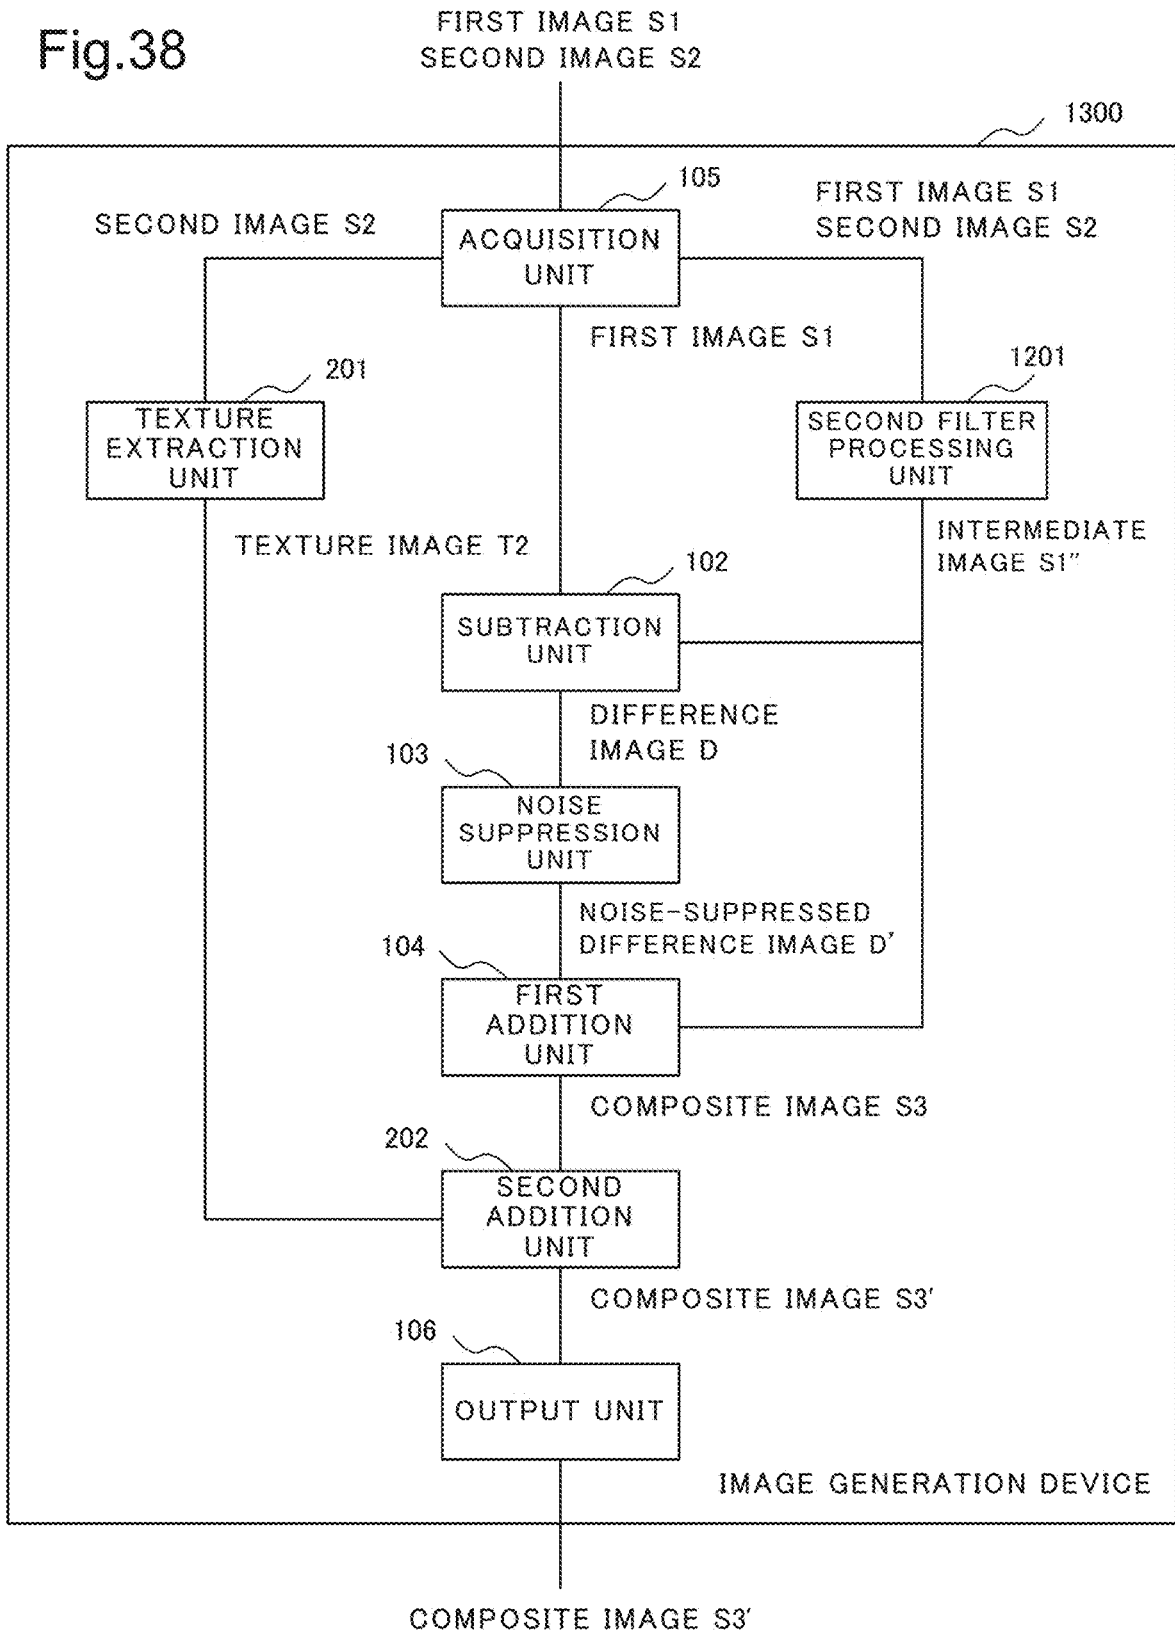 Fig.38
FIRST IMAGE S1
SECOND IMAGE S2
1300
105
FIRST IMAGE S1
SECOND IMAGE S2
SECOND IMAGE S2
ACQUISITION
UNIT
FIRST IMAGE S1
201
1201
TEXTURE
EXTRACTION
UNIT
SECOND FILTER
PROCESSING
UNIT
TEXTURE IMAGE T2
INTERMEDIATE
IMAGE S1"
102
SUBTRACTION
UNIT
DIFFERENCE
IMAGE D
103
NOISE
SUPPRESSION
UNIT
NOISE-SUPPRESSED
DIFFERENCE IMAGE D'
104
FIRST
ADDITION
UNIT
COMPOSITE IMAGE S3
202
SECOND
ADDITION
UNIT
COMPOSITE IMAGE S3'
106
OUTPUT UNIT
IMAGE GENERATION DEVICE
COMPOSITE IMAGE S3'